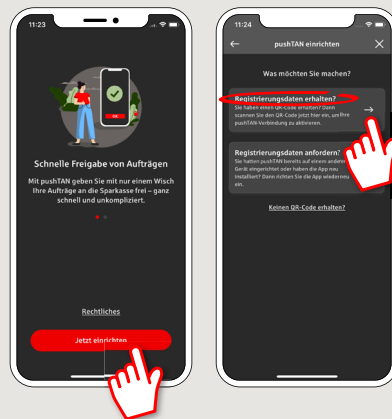 11:23
OK
Schnelle Freigabe von Aufträgen
Mit pushTAN geben Sie mit nur einem Wisch
Ihre Aufträge an die Sparkasse frei – ganz
schnell und unkompliziert.
Rechtliches
Jetzt einrichten
11:24
pushTAN einrichten
Was möchten Sie machen?
Registrierungsdaten erhalten?
Sie haben einen QR-Code erhalten? Dann
scannen Sie den QR-Code jetzt hier ein, um Ihre
pushTAN-Verbindung zu aktivieren.
Registrierungsdaten anfordern?
Sie hatten pushTAN bereits auf einem anderen
Gerät eingerichtet oder haben die App neu
installiert? Dann richten Sie die App wieder neu
ein.
Keinen QR-Code erhalten?